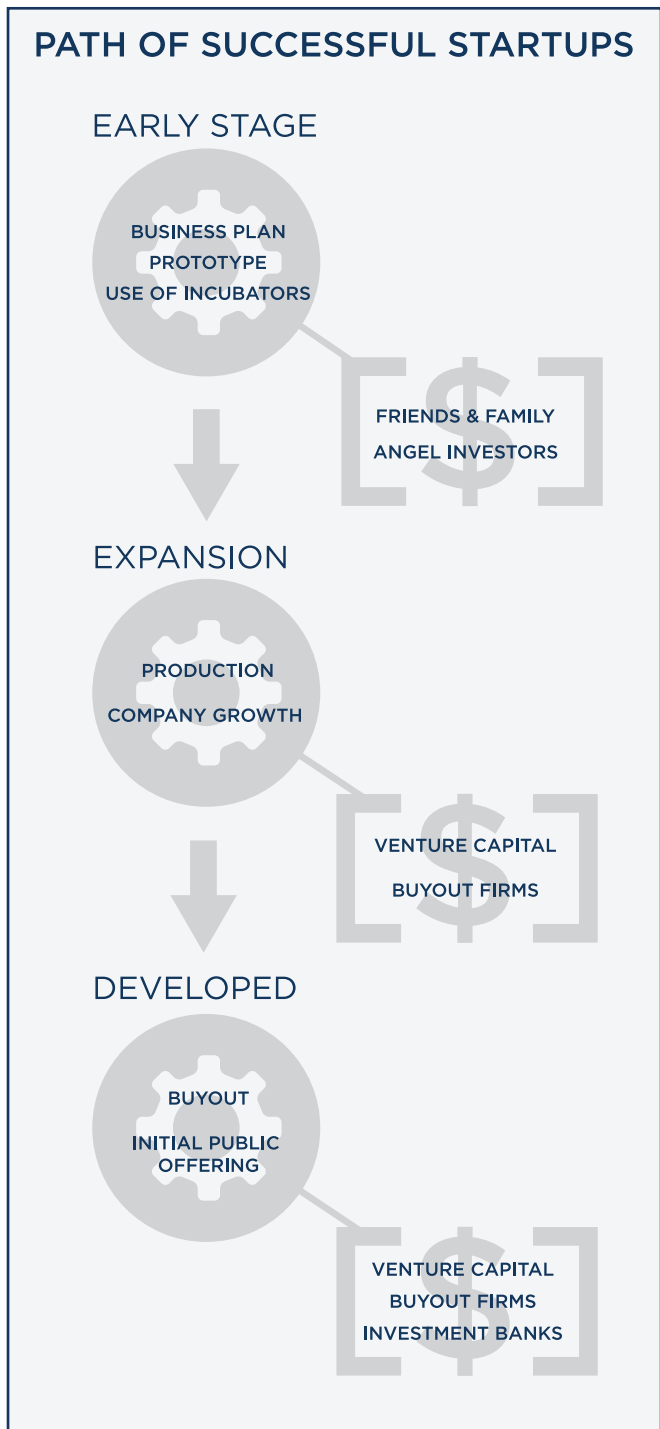 PATH OF SUCCESSFUL STARTUPS
EARLY STAGE
BUSINESS PLAN
PROTOTYPE
USE OF INCUBATORS
FRIENDS & FAMILY
ANGEL INVESTORS
EXPANSION
PRODUCTION
COMPANY GROWTH
VENTURE CAPITAL
BUYOUT FIRMS
DEVELOPED
BUYOUT
INITIAL PUBLIC
OFFERING
VENTURE CAPITAL
BUYOUT FIRMS
INVESTMENT BANKS